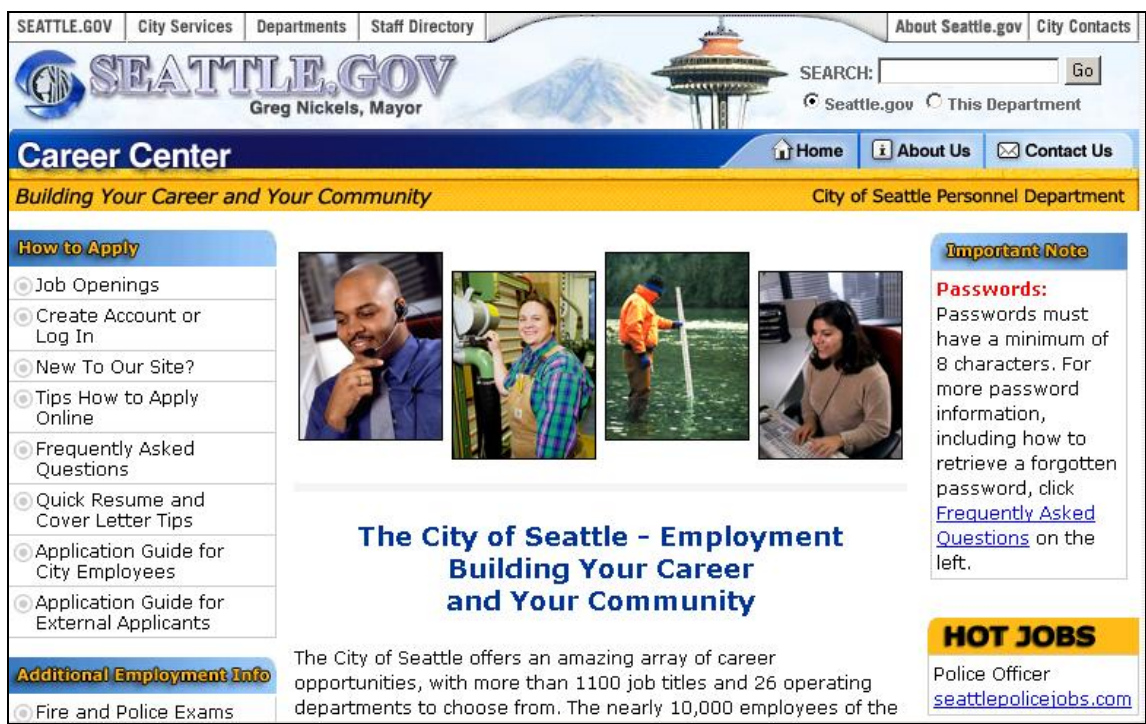 SEATTLE.GOV
City Services
Departments
Staff Directory
About Seattle.gov
City Contacts
SEATTLE.GOV
Greg Nickels, Mayor
SEARCH:
Go
Seattle.gov
This Department
Career Center
Home
About Us
Contact Us
Building Your Career and Your Community
City of Seattle Personnel Department
How to Apply
Job Openings
Create Account or
Log In
New To Our Site?
Tips How to Apply
Online
Frequently Asked
Questions
Quick Resume and
Cover Letter Tips
Application Guide for
City Employees
Application Guide for
External Applicants
Additional Employment Info
Fire and Police Exams
The City of Seattle - Employment
Building Your Career
and Your Community
The City of Seattle offers an amazing array of career
opportunities, with more than 1100 job titles and 26 operating
departments to choose from. The nearly 10,000 employees of the
Important Note
Passwords:
Passwords must
have a minimum of
8 characters. For
more password
information,
including how to
retrieve a forgotten
password, click
Frequently Asked
Questions on the
left.
HOT JOBS
Police Officer
seattlepolicejobs.com